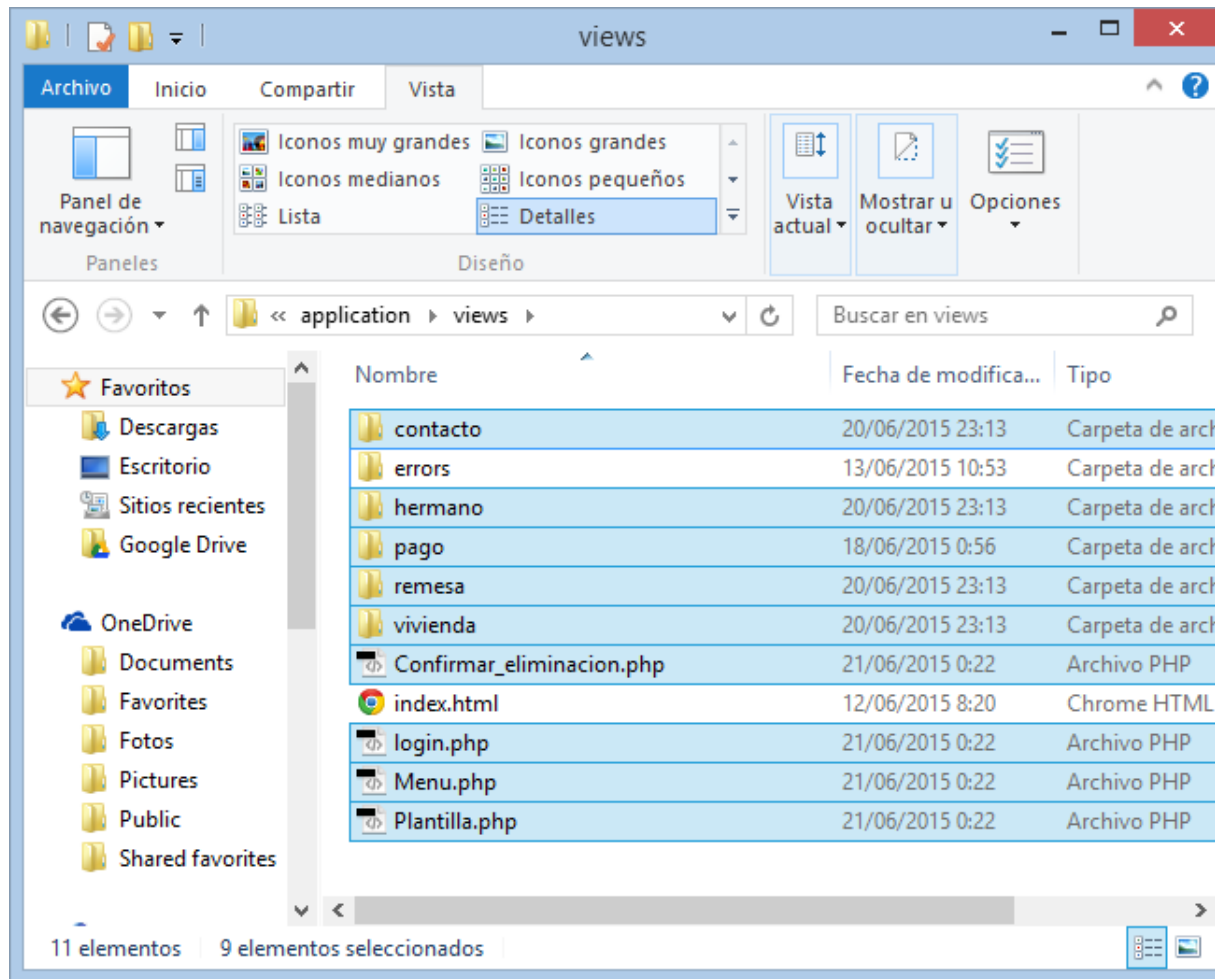 views
Archivo Inicio Compartir Vista
Iconos muy grandes Iconos grandes
Iconos medianos Iconos pequeños
Lista Detalles
Panel de navegación
Vista actual
Mostrar u ocultar
Opciones
Paneles Diseño
« application views Buscar en views
Nombre Fecha de modifica... Tipo
Favoritos
Descargas
Escritorio
Sitios recientes
Google Drive
OneDrive
Documents
Favorites
Fotos
Pictures
Public
Shared favorites
contacto 20/06/2015 23:13 Carpeta de arch
errors 13/06/2015 10:53 Carpeta de arch
hermano 20/06/2015 23:13 Carpeta de arch
pago 18/06/2015 0:56 Carpeta de arch
remesa 20/06/2015 23:13 Carpeta de arch
vivienda 20/06/2015 23:13 Carpeta de arch
Confirmar_eliminacion.php 21/06/2015 0:22 Archivo PHP
index.html 12/06/2015 8:20 Chrome HTML
login.php 21/06/2015 0:22 Archivo PHP
Menu.php 21/06/2015 0:22 Archivo PHP
Plantilla.php 21/06/2015 0:22 Archivo PHP
11 elementos 9 elementos seleccionados